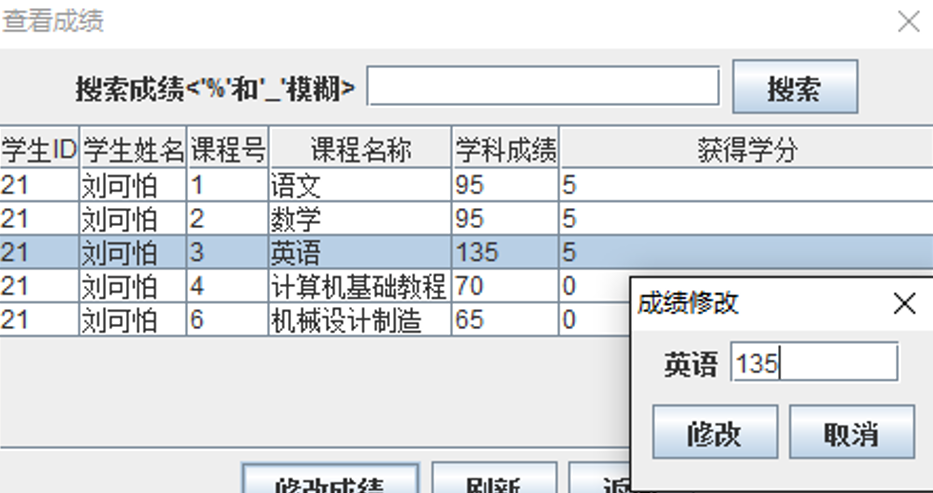 查看成绩
搜索成绩<'%'和'_'模糊> 搜索
学生ID 学生姓名 课程号 课程名称 学科成绩 获得学分
21 刘可怕 1 语文 95 5
21 刘可怕 2 数学 95 5
21 刘可怕 3 英语 135 5
21 刘可怕 4 计算机基础教程 70 0
21 刘可怕 6 机械设计制造 65 0
成绩修改
英语 135
修改 取消
修改成绩 刷新